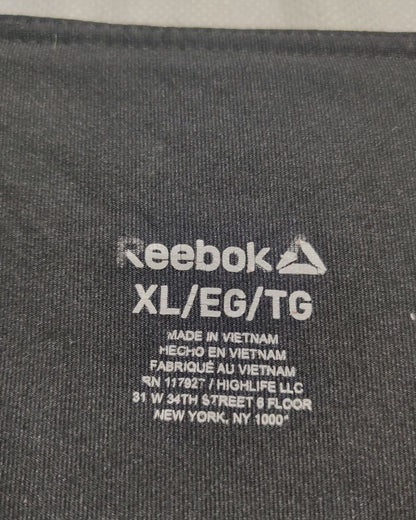 Reebok
XL/EG/TG
MADE IN VIETNAM
HECHO EN VIETNAM
FABRIQUÉ AU VIETNAM
RN 117927 / HIGHLIFE LLC
31 W 34TH STREET 6 FLOOR
NEW YORK, NY